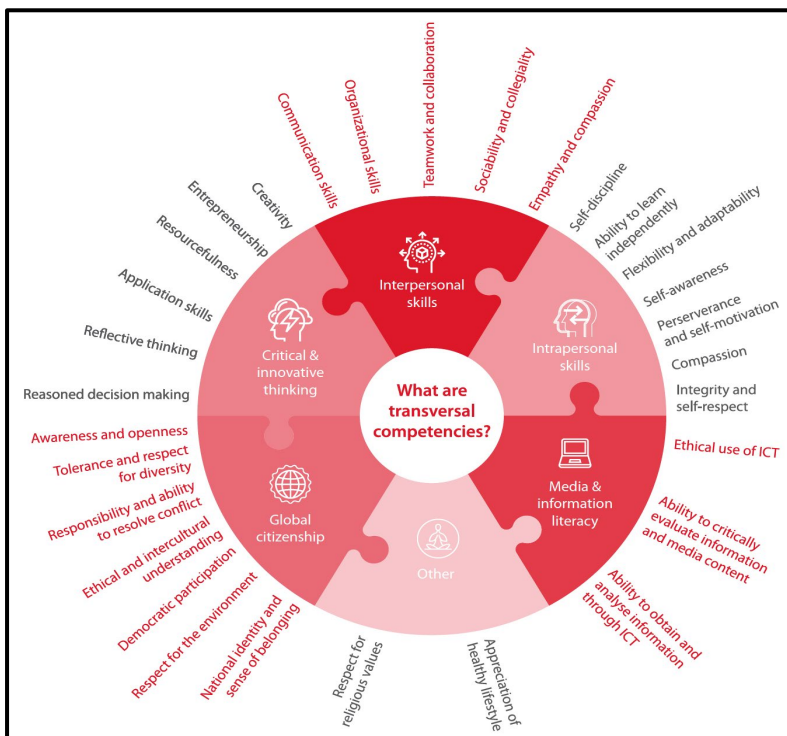 What are
transversal
competencies?
Interpersonal
skills
Communication skills
Organizational skills
Teamwork and collaboration
Sociability and collegiality
Empathy and compassion
Intrapersonal
skills
Self-discipline
Ability to learn
independently
Flexibility and adaptability
Self-awareness
Perserverance
and self-motivation
Compassion
Integrity and
self-respect
Media &
information
literacy
Ethical use of ICT
Ability to critically
evaluate information
and media content
Ability to obtain and
analyse information
through ICT
Other
Appreciation of
healthy lifestyle
Respect for
religious values
Global
citizenship
National identity and
sense of belonging
Respect for the environment
Democratic participation
Ethical and intercultural
understanding
Responsibility and ability
to resolve conflict
Tolerance and respect
for diversity
Awareness and openness
Critical &
innovative
thinking
Reasoned decision making
Reflective thinking
Application skills
Resourcefulness
Entrepreneurship
Creativity